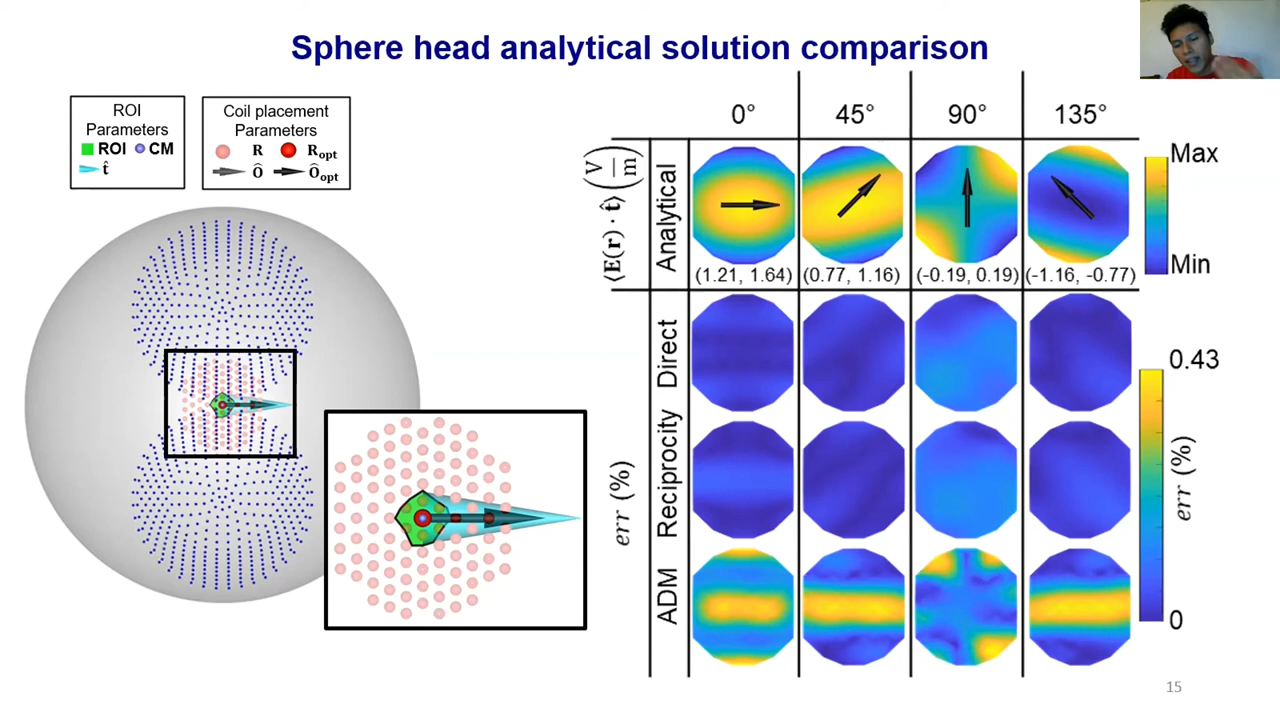 Sphere head analytical solution comparison
ROI
Parameters
ROI CM
t̂
Coil placement
Parameters
R R_opt
Ô Ô_opt
0° 45° 90° 135°
⟨E(r) · t̂⟩ (V/m)
Analytical
(1.21, 1.64) (0.77, 1.16) (-0.19, 0.19) (-1.16, -0.77)
Max
Min
err (%)
Direct
Reciprocity
ADM
0.43
err (%)
0
15